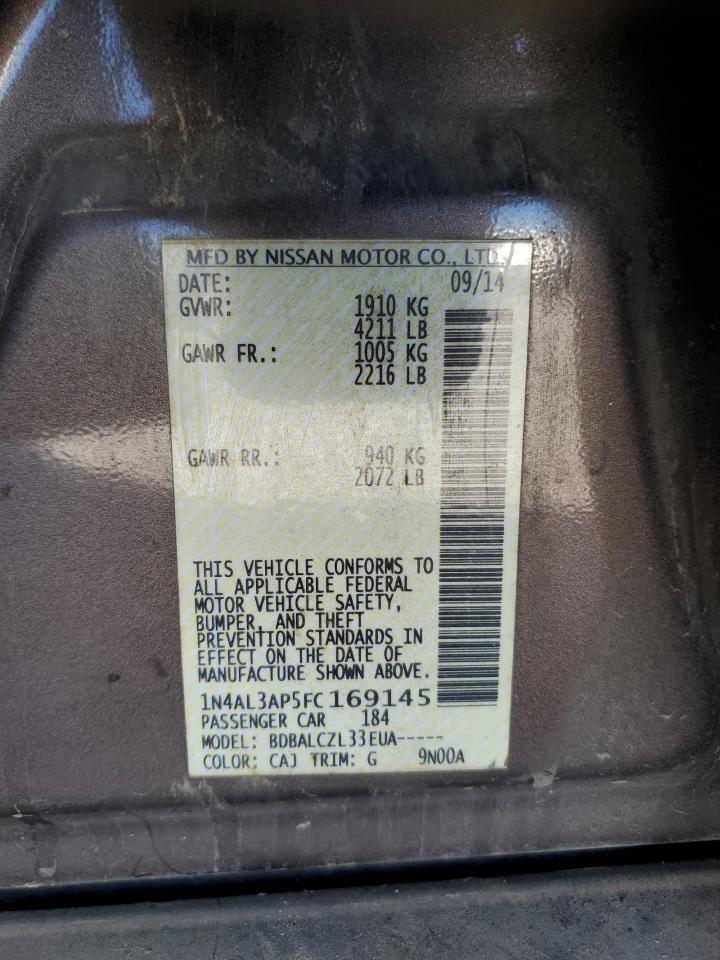 MFD BY NISSAN MOTOR CO., LTD.
DATE: 09/14
GVWR: 1910 KG
4211 LB
GAWR FR.: 1005 KG
2216 LB
GAWR RR.: 940 KG
2072 LB
THIS VEHICLE CONFORMS TO
ALL APPLICABLE FEDERAL
MOTOR VEHICLE SAFETY,
BUMPER, AND THEFT
PREVENTION STANDARDS IN
EFFECT ON THE DATE OF
MANUFACTURE SHOWN ABOVE.
1N4AL3AP5FC169145
PASSENGER CAR 184
MODEL: BDBALCZL33EUA-----
COLOR: CAJ TRIM: G 9N00A